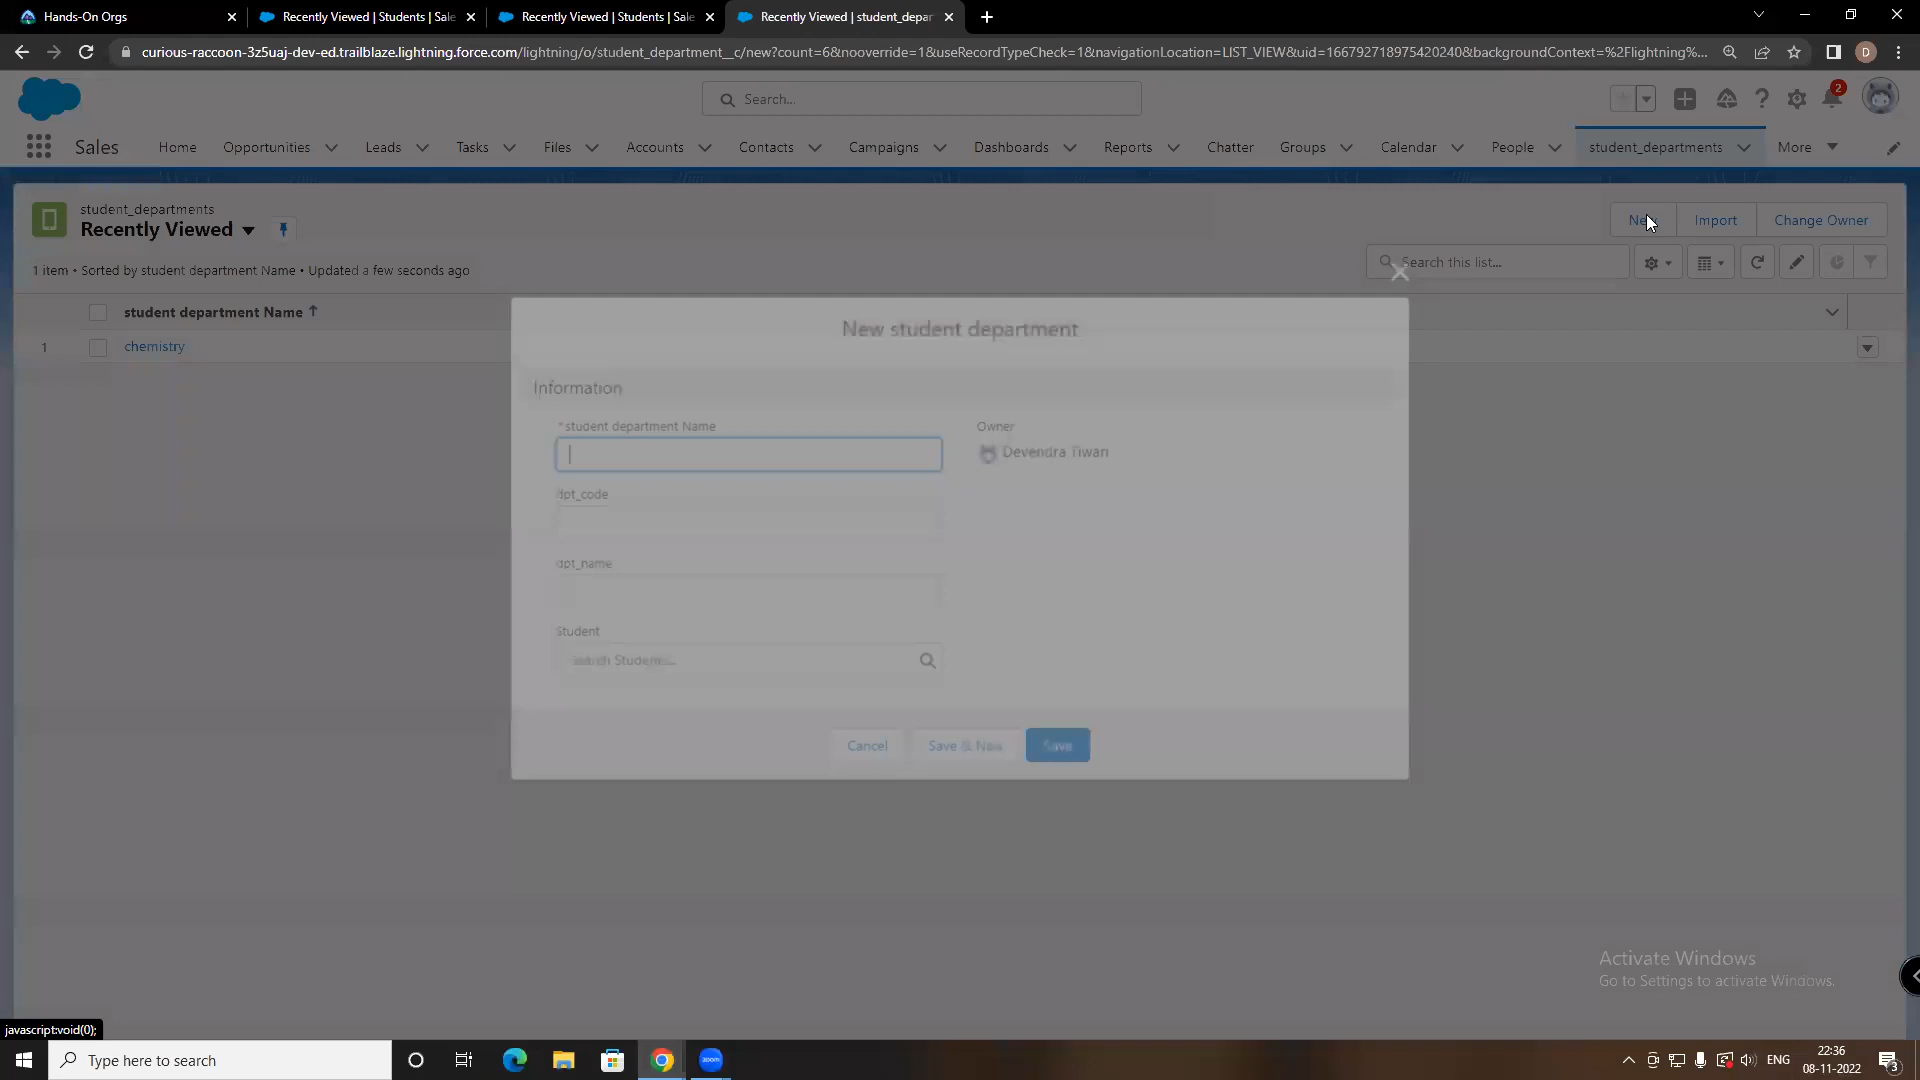 Hands-On Orgs
Recently Viewed | Students | Sale
Recently Viewed | Students | Sale
Recently Viewed | student_depar
curious-raccoon-3z5uaj-dev-ed.trailblaze.lightning.force.com/lightning/o/student_department__c/new?count=6&nooverride=1&useRecordTypeCheck=1&navigationLocation=LIST_VIEW&uid=166792718975420240&backgroundContext=%2Flightning%...
D
Search...
2
Sales
Home
Opportunities
Leads
Tasks
Files
Accounts
Contacts
Campaigns
Dashboards
Reports
Chatter
Groups
Calendar
People
student_departments
More
student_departments
Recently Viewed
New
Import
Change Owner
1 item • Sorted by student department Name • Updated a few seconds ago
Search this list...
student department Name ↑
1
chemistry
New student department
Information
*student department Name
Owner
Devendra Tiwari
dpt_code
dpt_name
Student
Search Students...
Cancel
Save & New
Save
Activate Windows
Go to Settings to activate Windows.
javascript:void(0);
Type here to search
zoom
ENG
22:36
08-11-2022
3